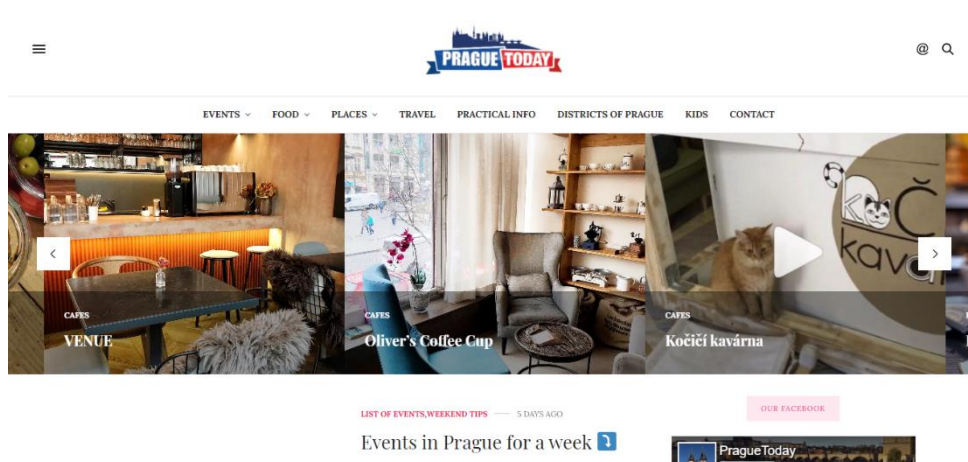 PRAGUE TODAY
@
EVENTS FOOD PLACES TRAVEL PRACTICAL INFO DISTRICTS OF PRAGUE KIDS CONTACT
CAFES
VENUE
CAFES
Oliver's Coffee Cup
KOČ
kava
CAFES
Kočičí kavárna
LIST OF EVENTS,WEEKEND TIPS — 5 DAYS AGO
Events in Prague for a week ⤵
OUR FACEBOOK
PragueToday